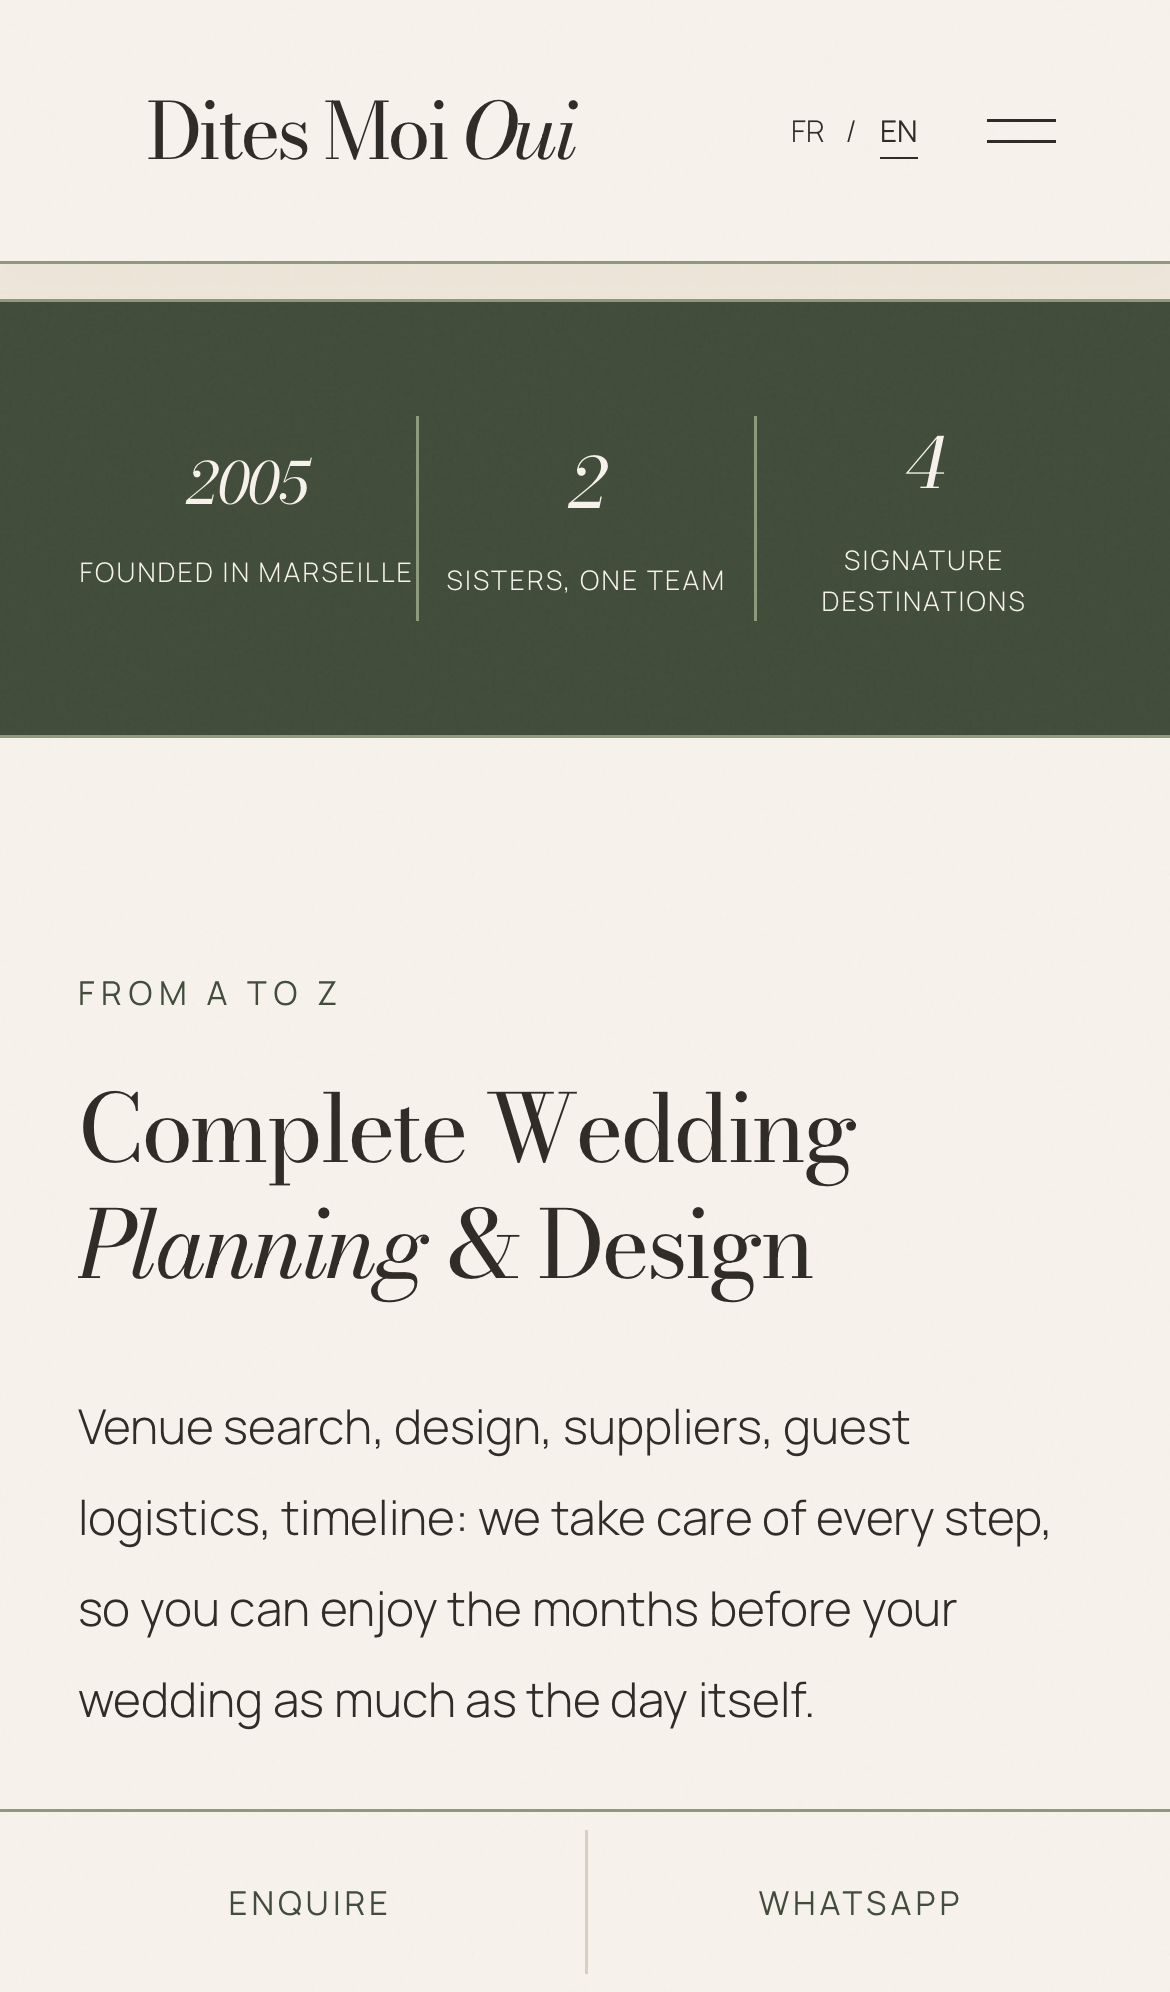 Dites Moi Oui
FR / EN
2005
FOUNDED IN MARSEILLE
2
SISTERS, ONE TEAM
4
SIGNATURE
DESTINATIONS
FROM A TO Z
Complete Wedding
Planning & Design
Venue search, design, suppliers, guest
logistics, timeline: we take care of every step,
so you can enjoy the months before your
wedding as much as the day itself.
ENQUIRE
WHATSAPP